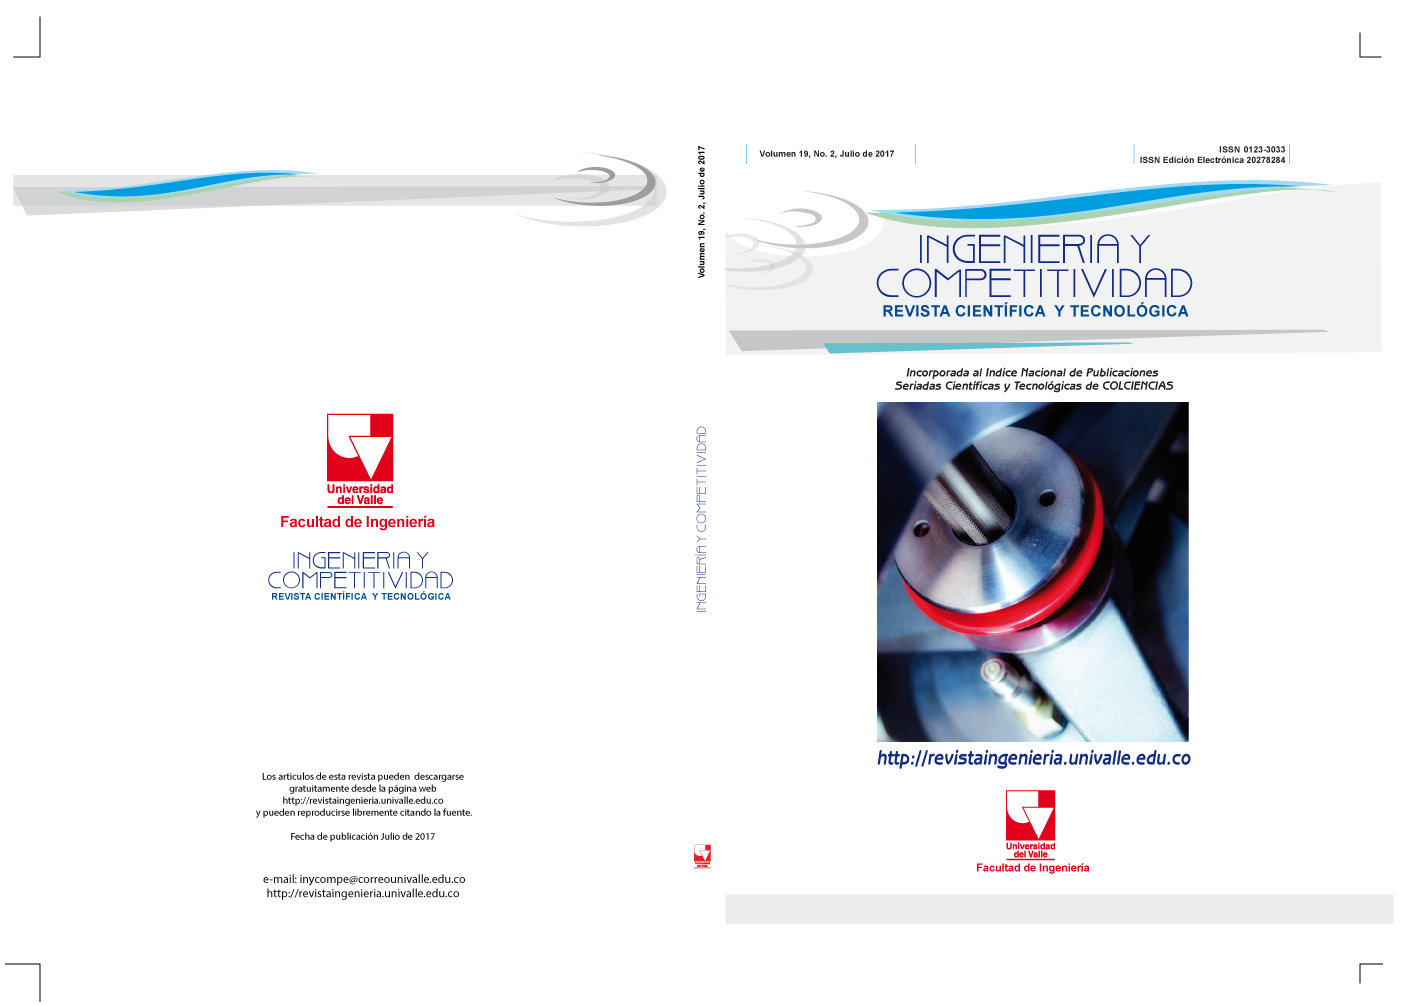 Universidad
del Valle
Facultad de Ingeniería
INGENIERIA Y
COMPETITIVIDAD
REVISTA CIENTÍFICA Y TECNOLÓGICA
Los articulos de esta revista pueden descargarse
gratuitamente desde la página web
http://revistaingenieria.univalle.edu.co
y pueden reproducirse libremente citando la fuente.
Fecha de publicación Julio de 2017
e-mail: inycompe@correounivalle.edu.co
http://revistaingenieria.univalle.edu.co
Volumen 19, No. 2, Julio de 2017
INGENIERÍA Y COMPETITIVIDAD
Universidad
del Valle
Volumen 19, No. 2, Julio de 2017
ISSN 0123-3033
ISSN Edición Electrónica 20278284
INGENIERIA Y
COMPETITIVIDAD
REVISTA CIENTÍFICA Y TECNOLÓGICA
Incorporada al Indice Nacional de Publicaciones
Seriadas Científicas y Tecnológicas de COLCIENCIAS
http://revistaingenieria.univalle.edu.co
Universidad
del Valle
Facultad de Ingeniería